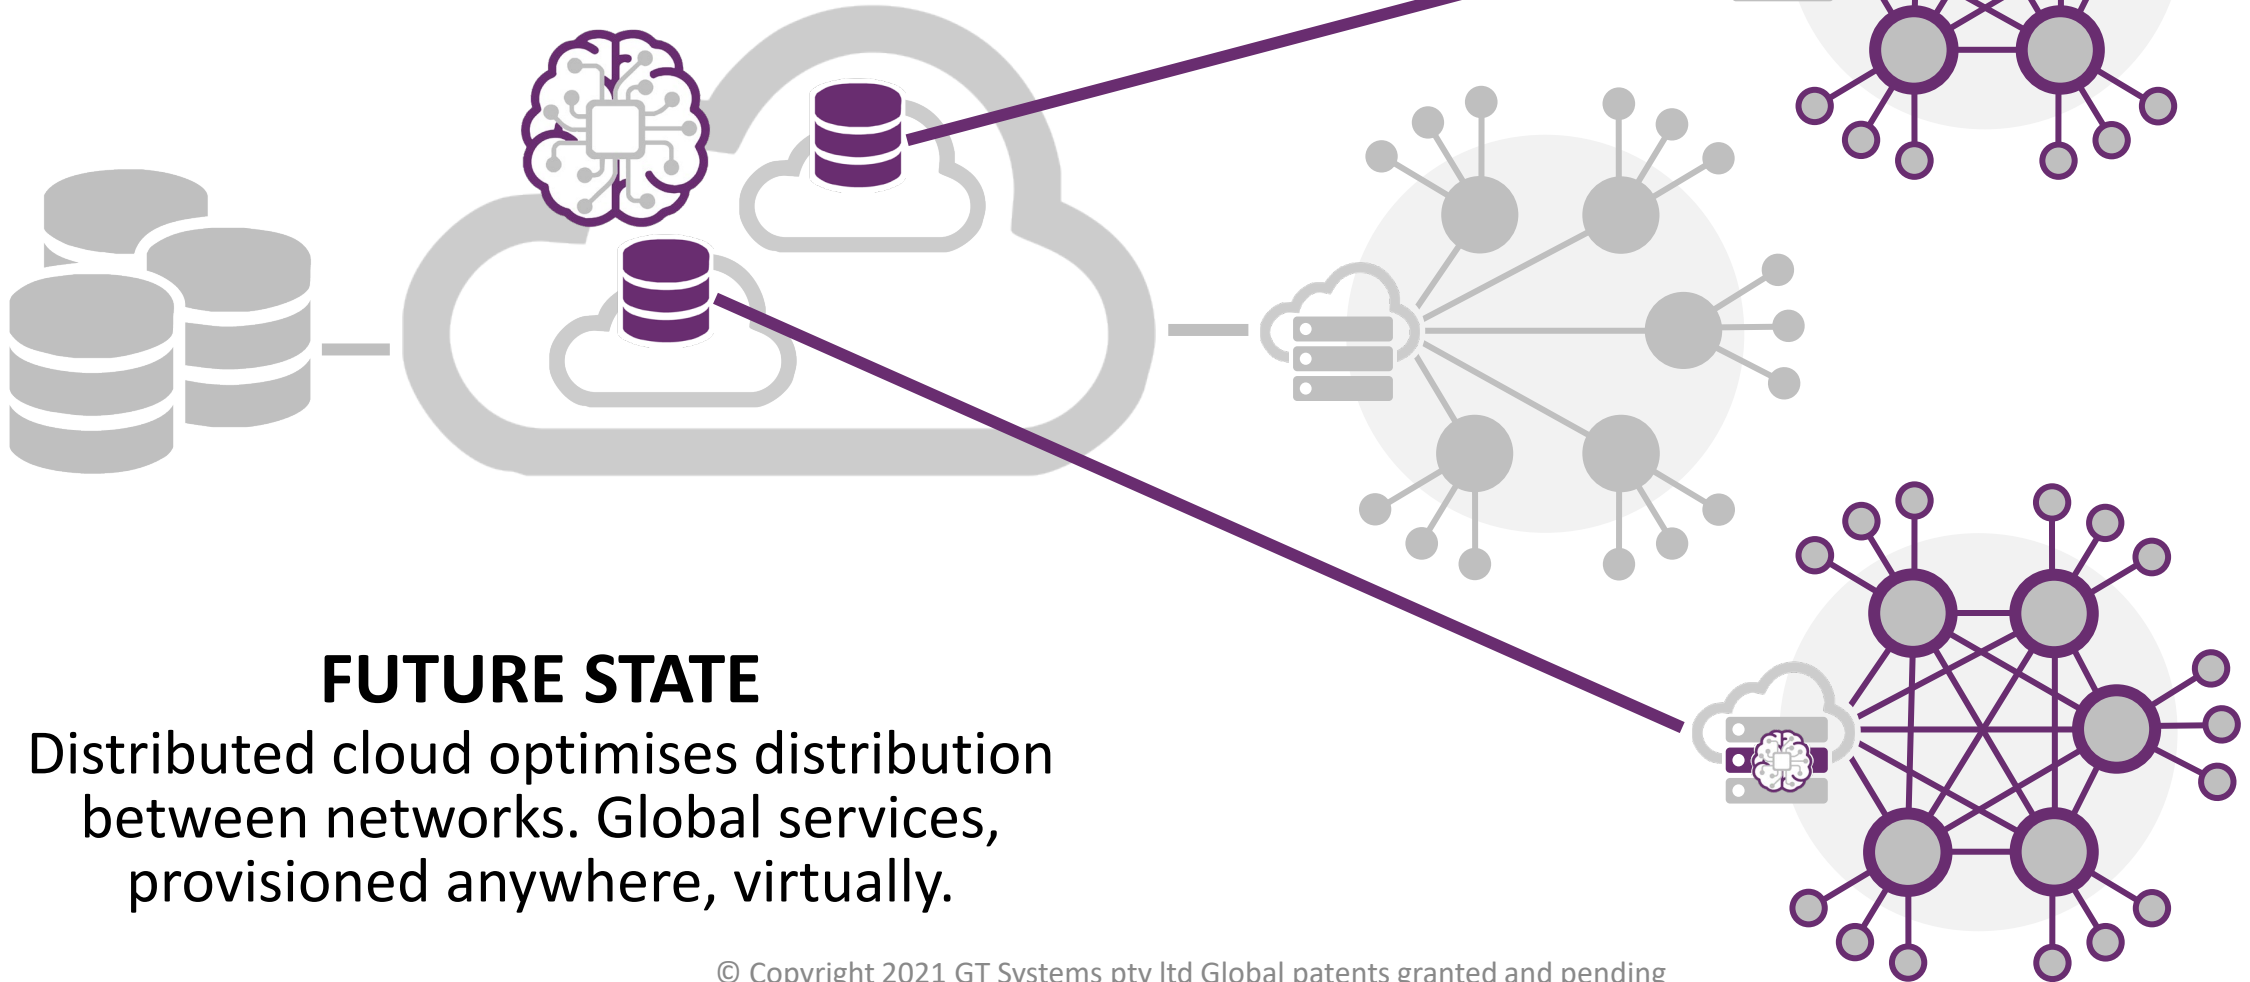 FUTURE STATE
Distributed cloud optimises distribution
between networks. Global services,
provisioned anywhere, virtually.
© Copyright 2021 GT Systems pty ltd Global patents granted and pending